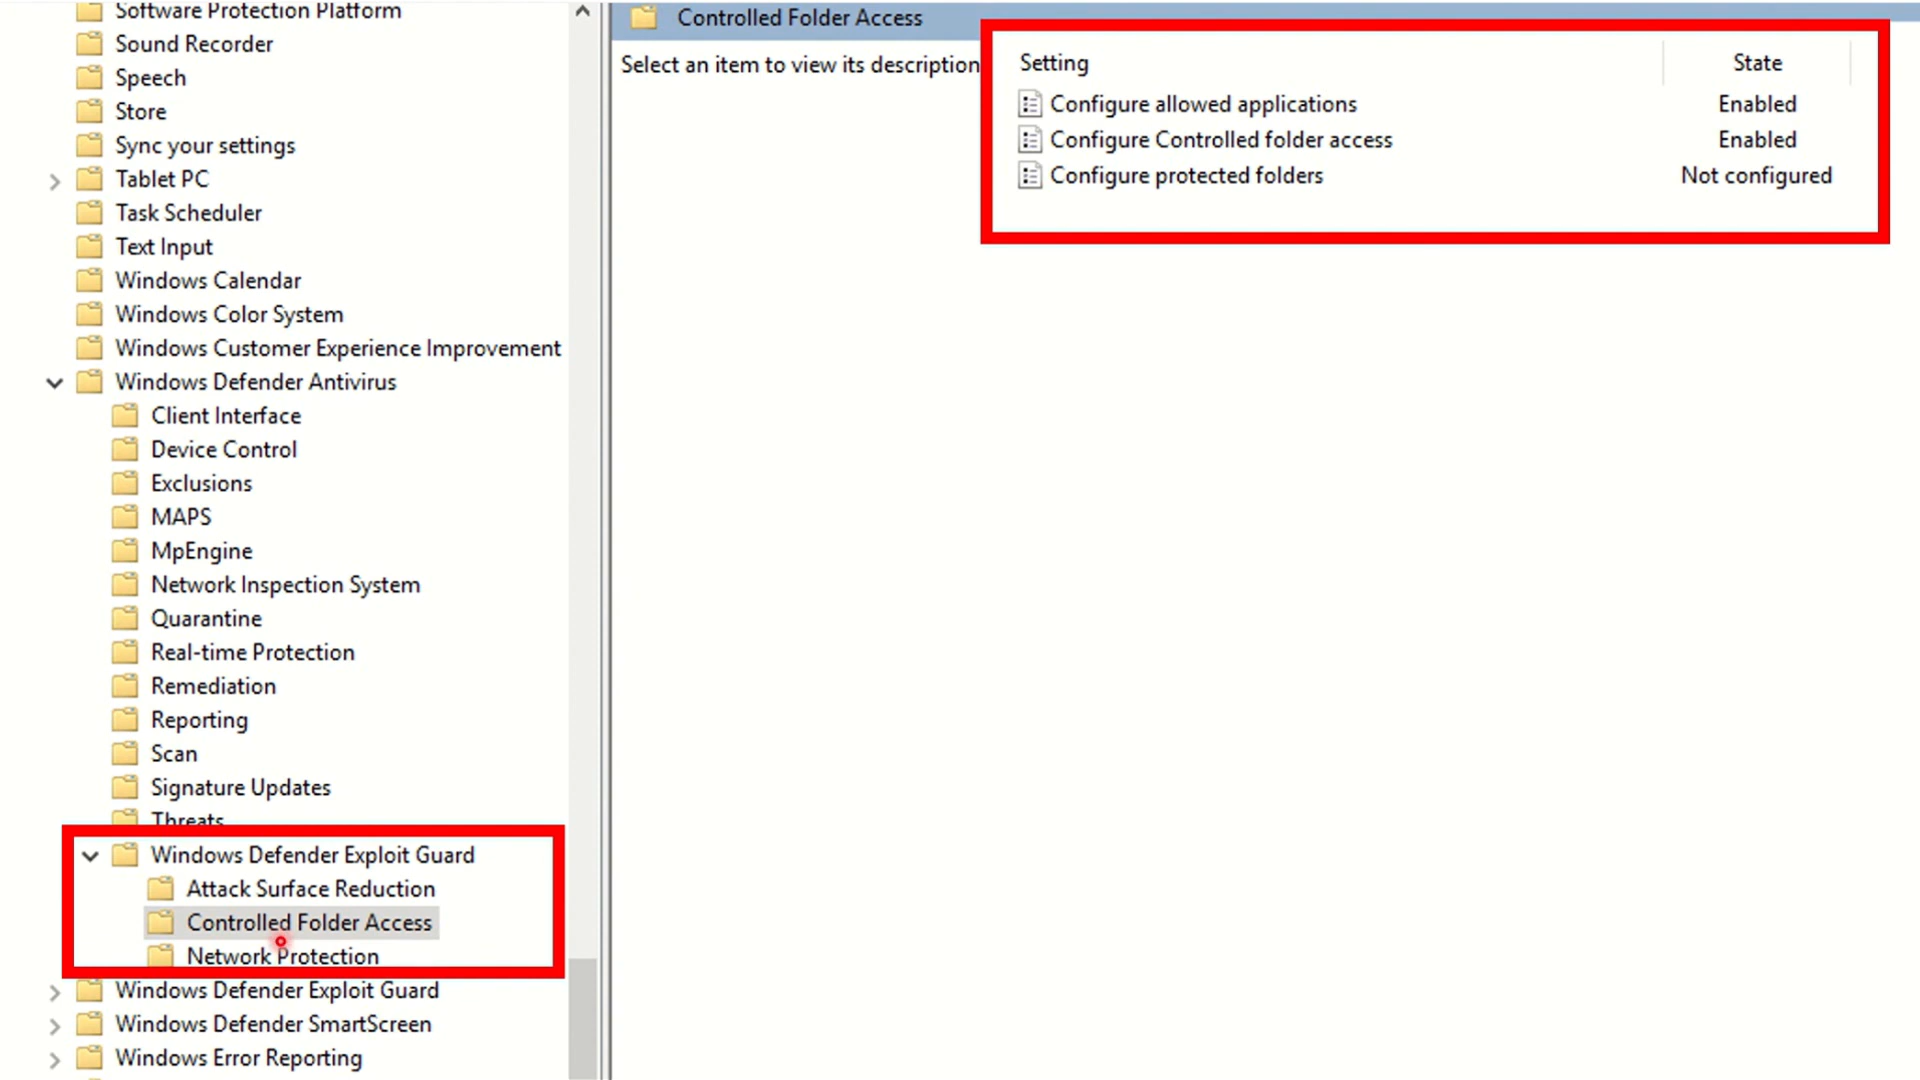 Software Protection Platform
Sound Recorder
Speech
Store
Sync your settings
Tablet PC
Task Scheduler
Text Input
Windows Calendar
Windows Color System
Windows Customer Experience Improvement
Windows Defender Antivirus
Client Interface
Device Control
Exclusions
MAPS
MpEngine
Network Inspection System
Quarantine
Real-time Protection
Remediation
Reporting
Scan
Signature Updates
Threats
Windows Defender Exploit Guard
Attack Surface Reduction
Controlled Folder Access
Network Protection
Windows Defender Exploit Guard
Windows Defender SmartScreen
Windows Error Reporting
Controlled Folder Access
Select an item to view its description
Setting State
Configure allowed applications Enabled
Configure Controlled folder access Enabled
Configure protected folders Not configured